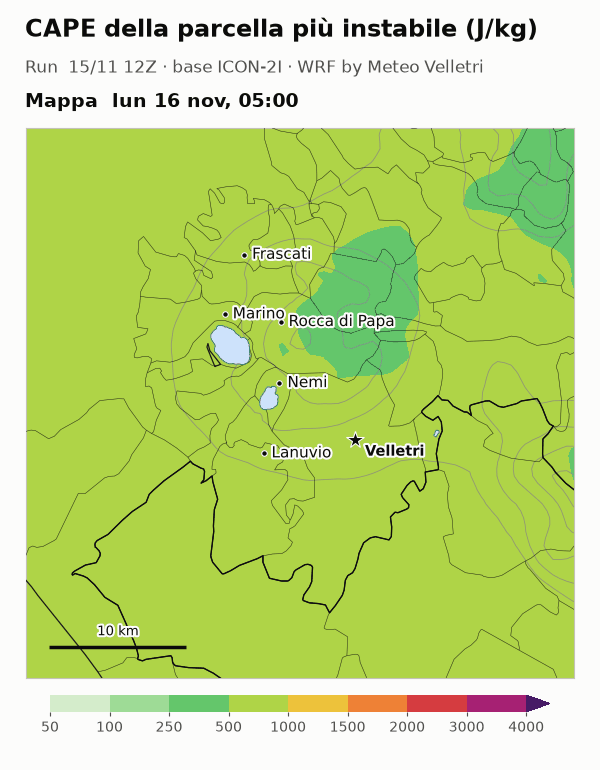 CAPE della parcella più instabile (J/kg)
Run  15/11 12Z · base ICON-2I · WRF by Meteo Velletri
Mappa  lun 16 nov, 05:00
Frascati
Marino
Rocca di Papa
Nemi
Velletri
Lanuvio
10 km
50 100 250 500 1000 1500 2000 3000 4000